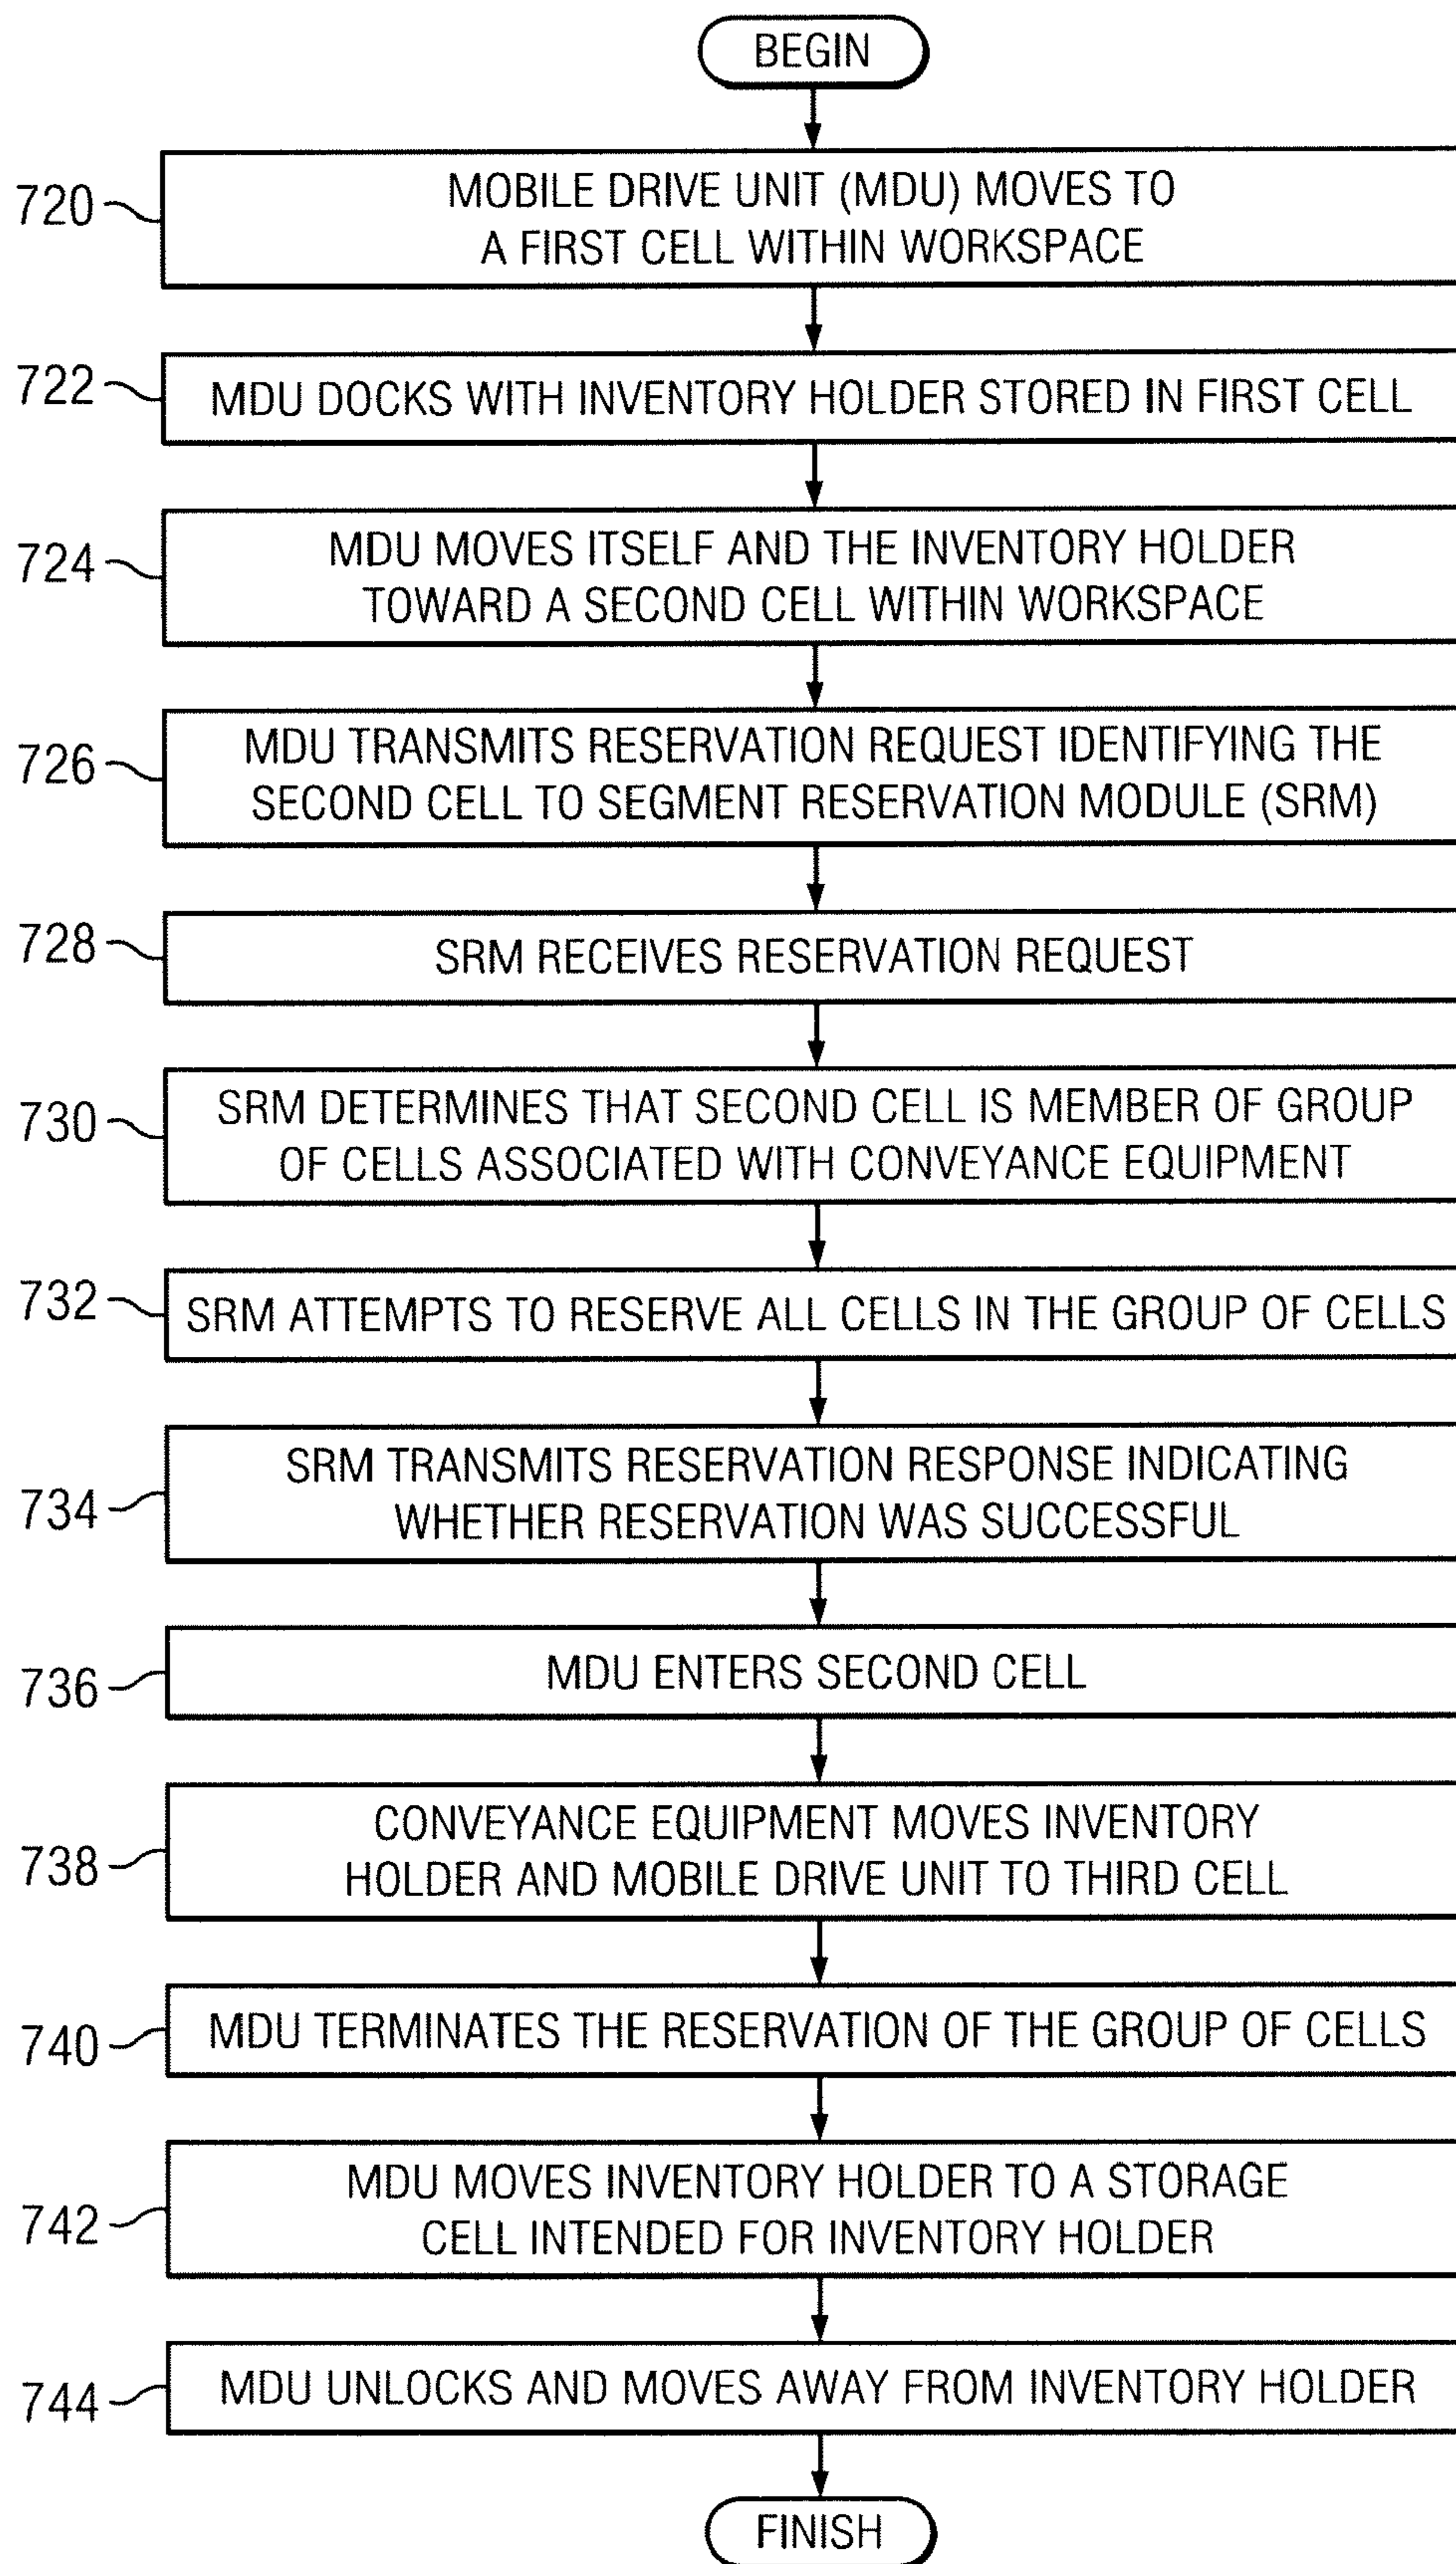 BEGIN
720
MOBILE DRIVE UNIT (MDU) MOVES TO
A FIRST CELL WITHIN WORKSPACE
722
MDU DOCKS WITH INVENTORY HOLDER STORED IN FIRST CELL
724
MDU MOVES ITSELF AND THE INVENTORY HOLDER
TOWARD A SECOND CELL WITHIN WORKSPACE
726
MDU TRANSMITS RESERVATION REQUEST IDENTIFYING THE
SECOND CELL TO SEGMENT RESERVATION MODULE (SRM)
728
SRM RECEIVES RESERVATION REQUEST
730
SRM DETERMINES THAT SECOND CELL IS MEMBER OF GROUP
OF CELLS ASSOCIATED WITH CONVEYANCE EQUIPMENT
732
SRM ATTEMPTS TO RESERVE ALL CELLS IN THE GROUP OF CELLS
734
SRM TRANSMITS RESERVATION RESPONSE INDICATING
WHETHER RESERVATION WAS SUCCESSFUL
736
MDU ENTERS SECOND CELL
738
CONVEYANCE EQUIPMENT MOVES INVENTORY
HOLDER AND MOBILE DRIVE UNIT TO THIRD CELL
740
MDU TERMINATES THE RESERVATION OF THE GROUP OF CELLS
742
MDU MOVES INVENTORY HOLDER TO A STORAGE
CELL INTENDED FOR INVENTORY HOLDER
744
MDU UNLOCKS AND MOVES AWAY FROM INVENTORY HOLDER
FINISH